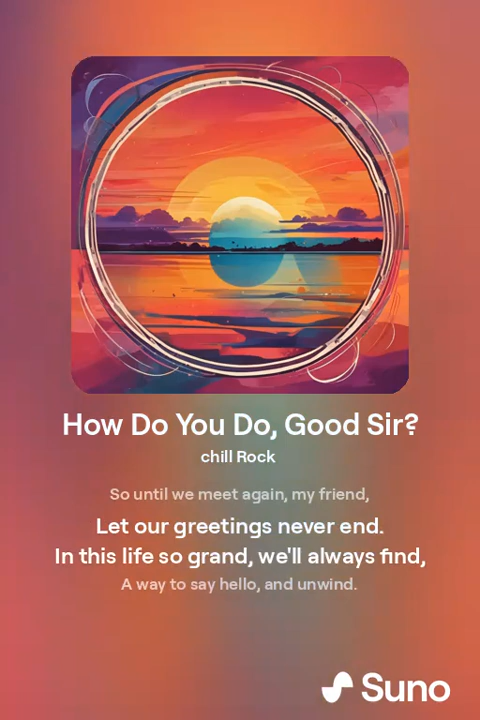 How Do You Do, Good Sir?
chill Rock
So until we meet again, my friend,
Let our greetings never end.
In this life so grand, we'll always find,
A way to say hello, and unwind.
Suno